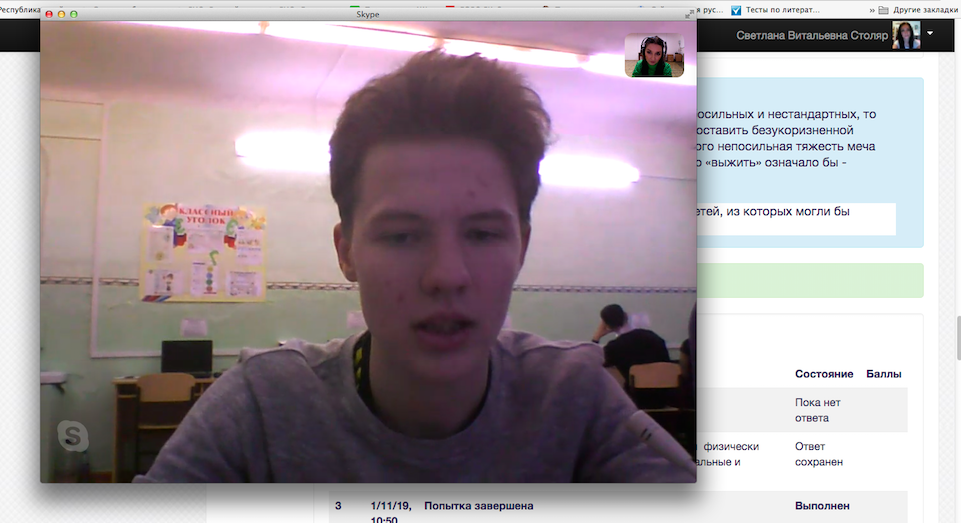 Республика
Skype
я рус...
Тесты по литерат...
»
Другие закладки
Светлана Витальевна Столяр
осильных и нестандартных, то
оставить безукоризненной
ого непосильная тяжесть меча
о «выжить» означало бы -
етей, из которых могли бы
КЛАССНЫЙ
УГОЛОК
S
Состояние Баллы
Пока нет
ответа
физически
альные и
Ответ
сохранен
3 1/11/19, 10:50 Попытка завершена Выполнен